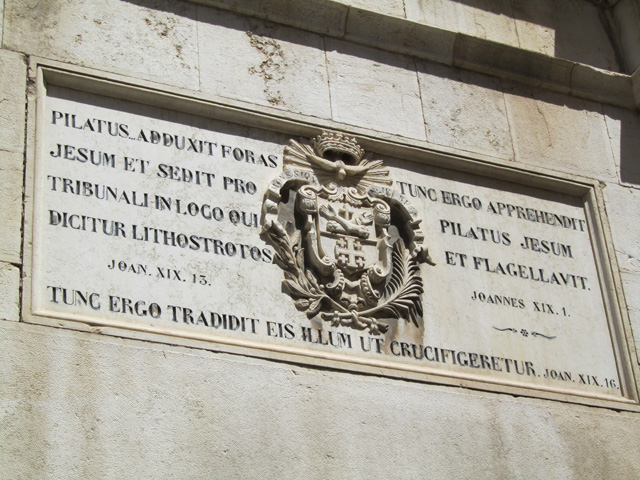 PILATUS...ADDUXIT FORAS
JESUM ET SEDIT PRO
TRIBUNALI IN LOCO QUI
DICITUR LITHOSTROTOS.
JOAN. XIX. 13.
TUNC ERGO APPREHENDIT
PILATUS JESUM
ET FLAGELLAVIT.
JOANNES XIX. 1.
TUNC ERGO TRADIDIT EIS ILLUM UT CRUCIFIGERETUR. JOAN. XIX. 16.